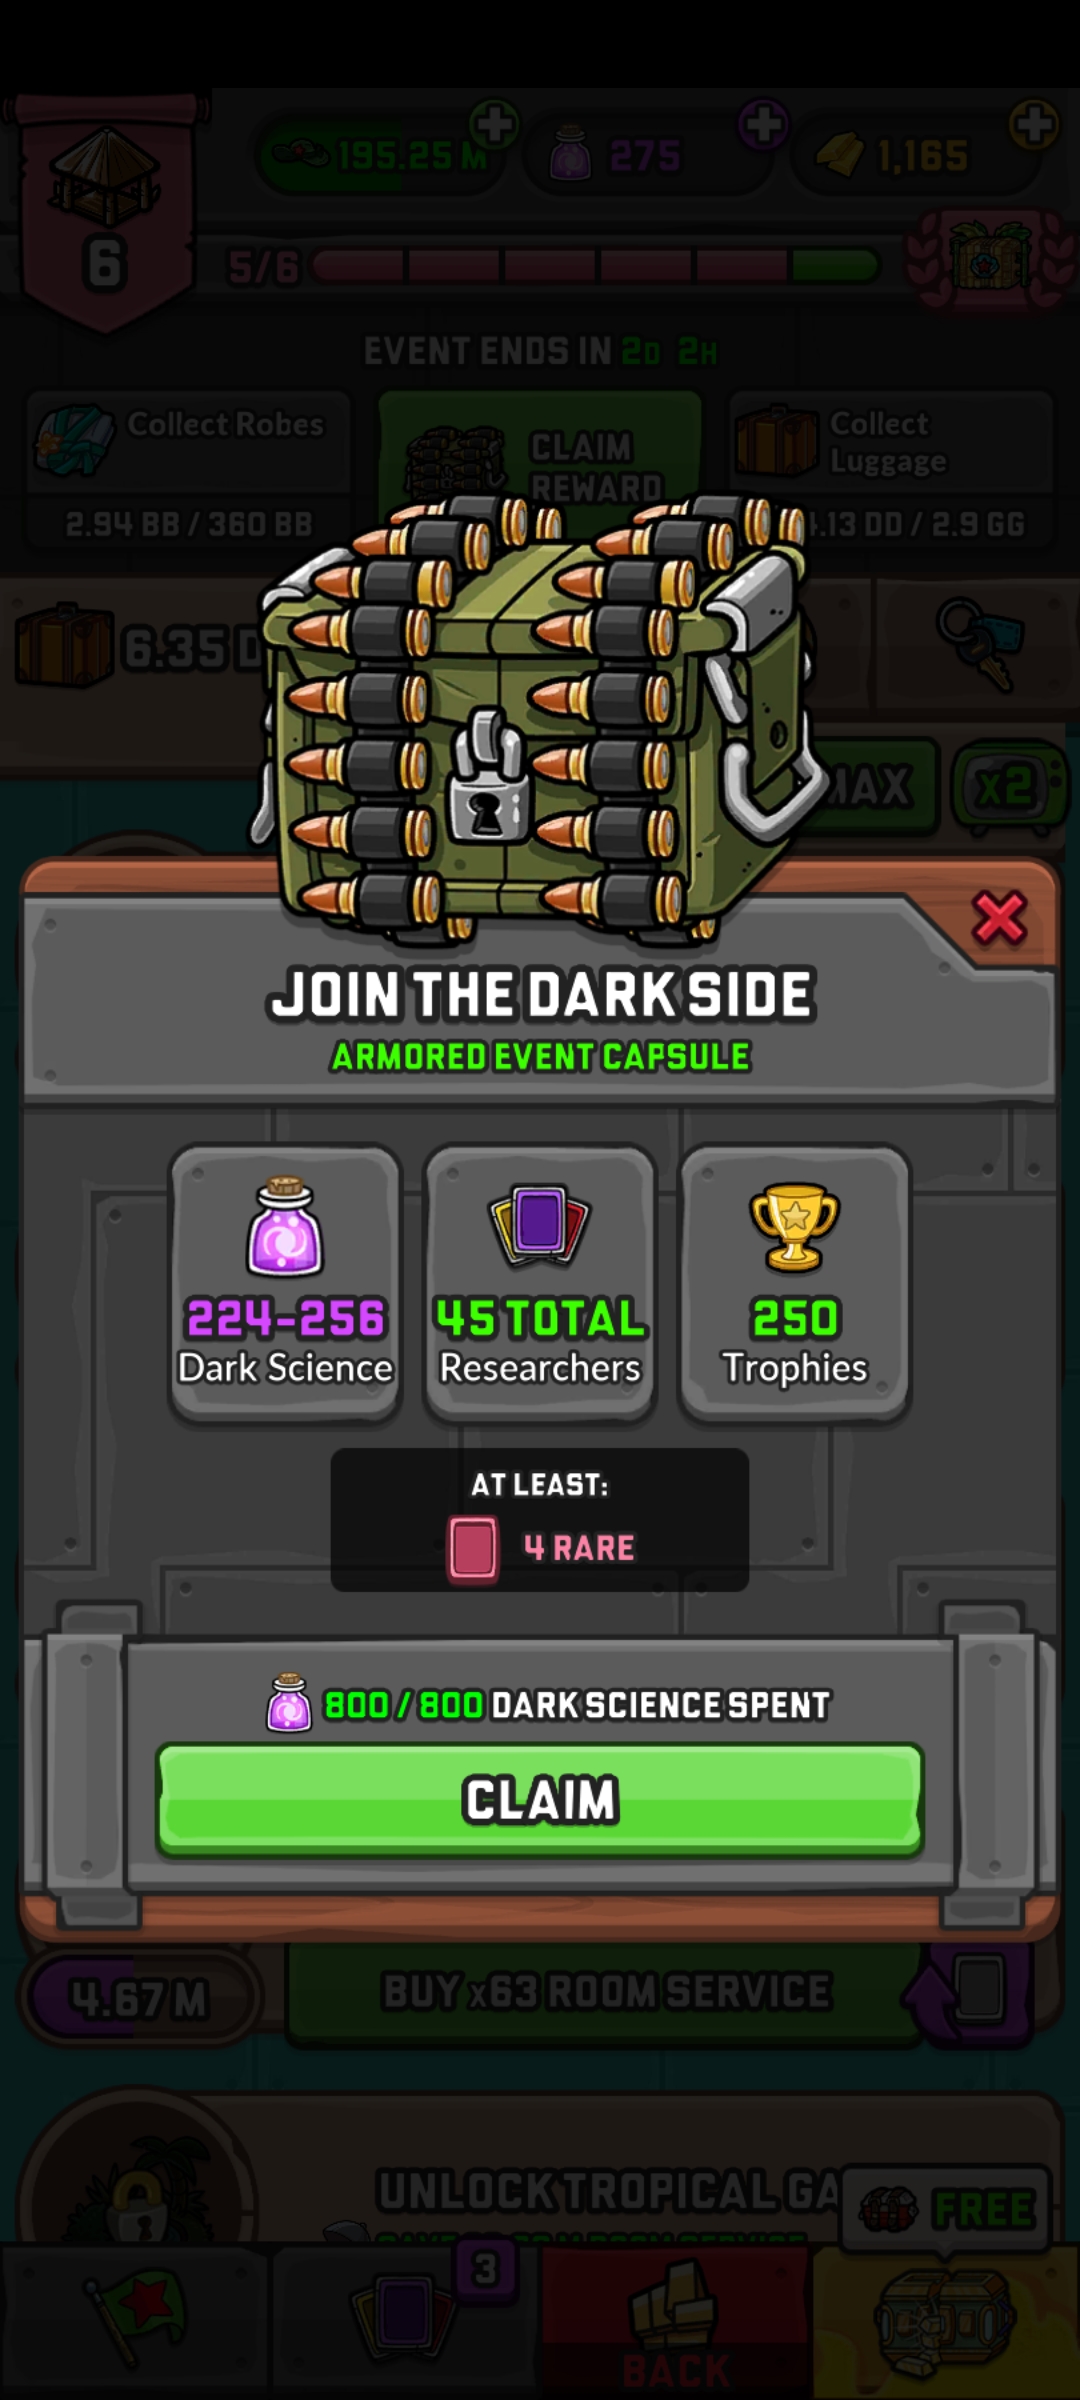 195.25 M
275
1,165
6
5/6
EVENT ENDS IN 2D 2H
Collect Robes
2.94 BB / 360 BB
CLAIM
REWARD
Collect
Luggage
.13 DD / 2.9 GG
6.35 D
MAX
x2
JOIN THE DARK SIDE
ARMORED EVENT CAPSULE
224-256
Dark Science
45 TOTAL
Researchers
250
Trophies
AT LEAST:
4 RARE
800 / 800 DARK SCIENCE SPENT
CLAIM
4.67 M
BUY x63 ROOM SERVICE
UNLOCK TROPICAL GA
FREE
3
BACK